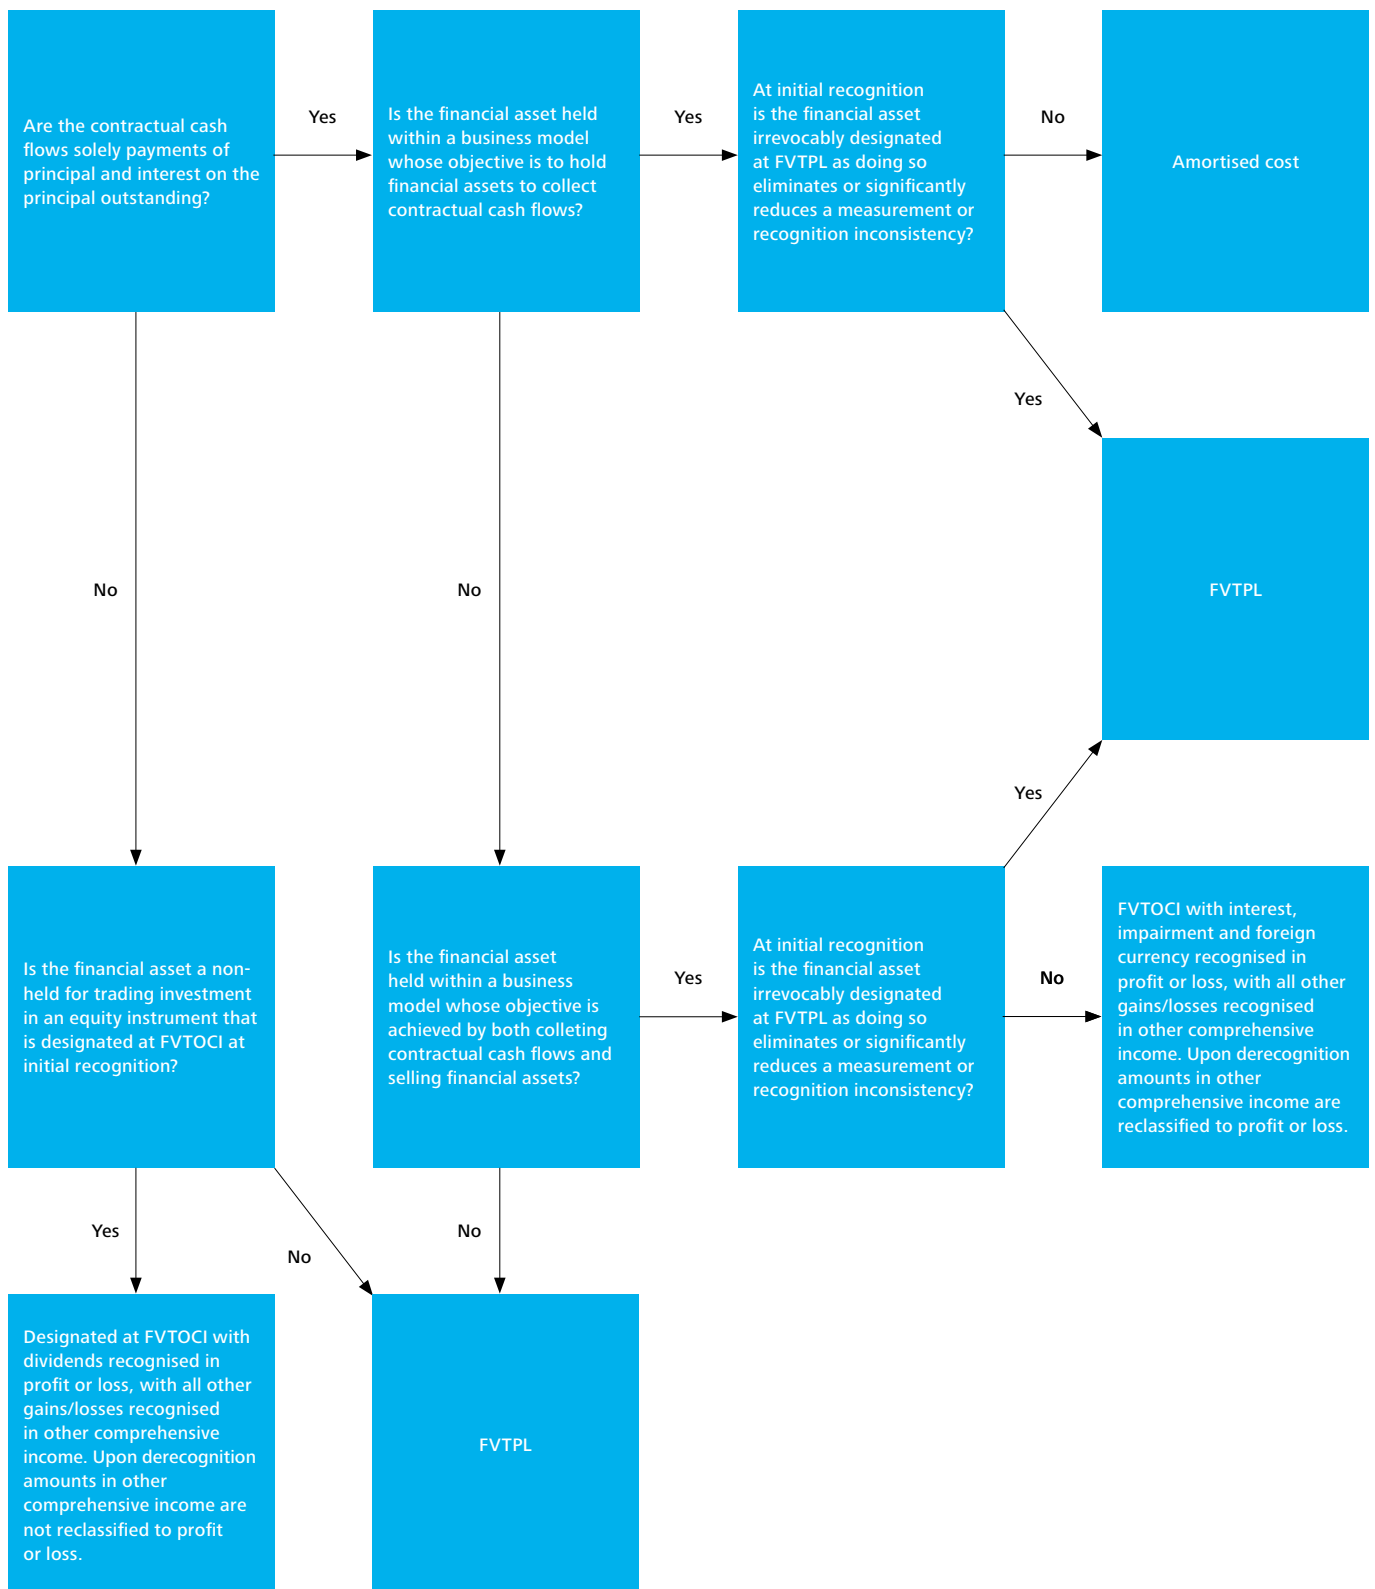 Are the contractual cash
flows solely payments of
principal and interest on the
principal outstanding?
Yes
Is the financial asset held
within a business model
whose objective is to hold
financial assets to collect
contractual cash flows?
Yes
At initial recognition
is the financial asset
irrevocably designated
at FVTPL as doing so
eliminates or significantly
reduces a measurement or
recognition inconsistency?
No
Amortised cost
Yes
No
No
FVTPL
Yes
Is the financial asset a non-
held for trading investment
in an equity instrument that
is designated at FVTOCI at
initial recognition?
Is the financial asset
held within a business
model whose objective is
achieved by both colleting
contractual cash flows and
selling financial assets?
Yes
At initial recognition
is the financial asset
irrevocably designated
at FVTPL as doing so
eliminates or significantly
reduces a measurement or
recognition inconsistency?
No
FVTOCI with interest,
impairment and foreign
currency recognised in
profit or loss, with all other
gains/losses recognised
in other comprehensive
income. Upon derecognition
amounts in other
comprehensive income are
reclassified to profit or loss.
Yes
No
No
Designated at FVTOCI with
dividends recognised in
profit or loss, with all other
gains/losses recognised
in other comprehensive
income. Upon derecognition
amounts in other
comprehensive income are
not reclassified to profit
or loss.
FVTPL